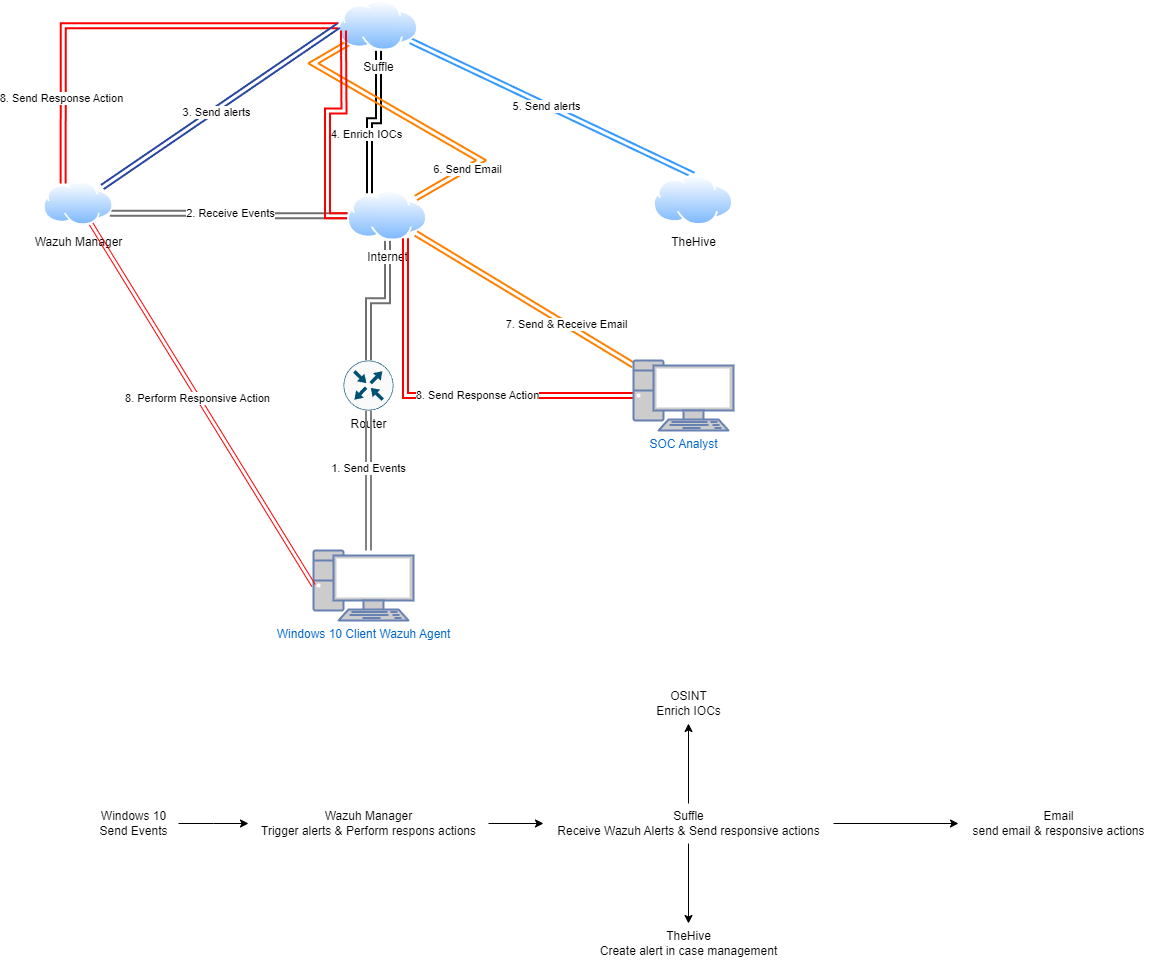 Suffle
8. Send Response Action
3. Send alerts
5. Send alerts
4. Enrich IOCs
6. Send Email
2. Receive Events
Wazuh Manager
TheHive
Internet
7. Send & Receive Email
8. Perform Responsive Action
8. Send Response Action
Router
SOC Analyst
1. Send Events
Windows 10 Client Wazuh Agent
OSINT
Enrich IOCs
Windows 10
Send Events
Wazuh Manager
Trigger alerts & Perform respons actions
Suffle
Receive Wazuh Alerts & Send responsive actions
Email
send email & responsive actions
TheHive
Create alert in case management